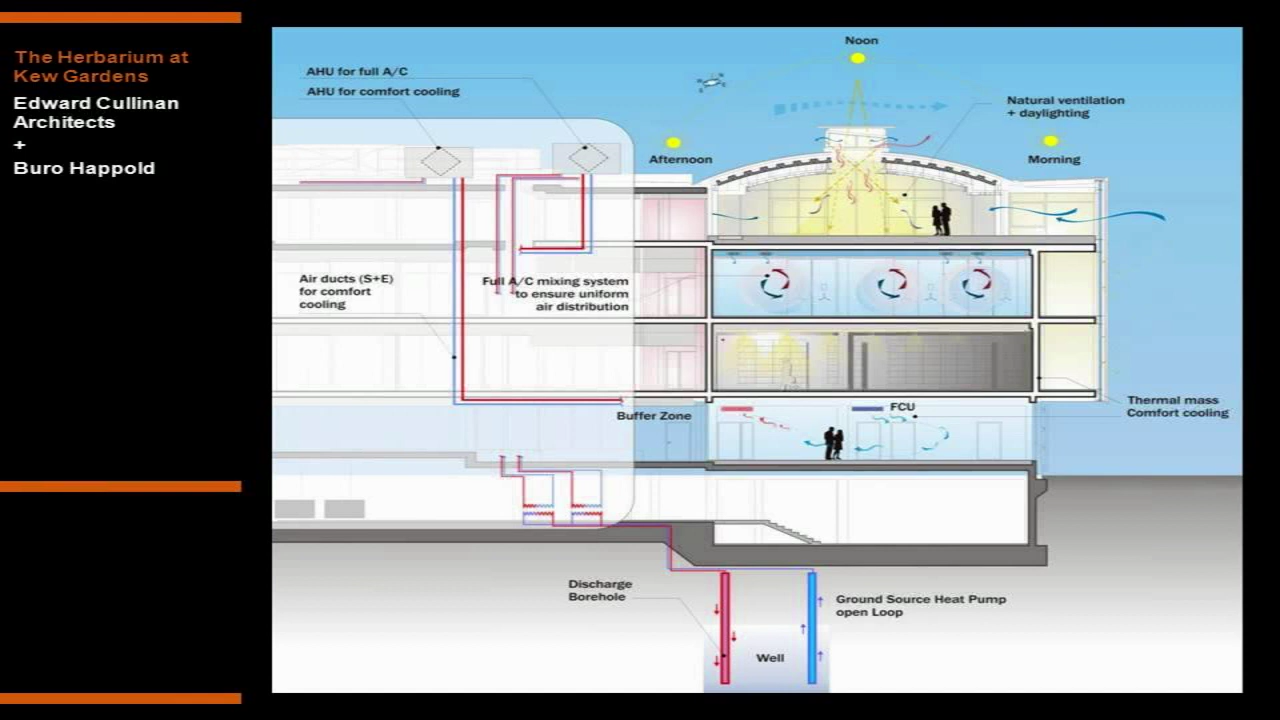 The Herbarium at
Kew Gardens
Edward Cullinan
Architects
+
Buro Happold
Noon
AHU for full A/C
AHU for comfort cooling
Natural ventilation
+ daylighting
Afternoon
Morning
Air ducts (S+E)
for comfort
cooling
Full A/C mixing system
to ensure uniform
air distribution
Thermal mass
Comfort cooling
FCU
Buffer Zone
Discharge
Borehole
Ground Source Heat Pump
open Loop
Well